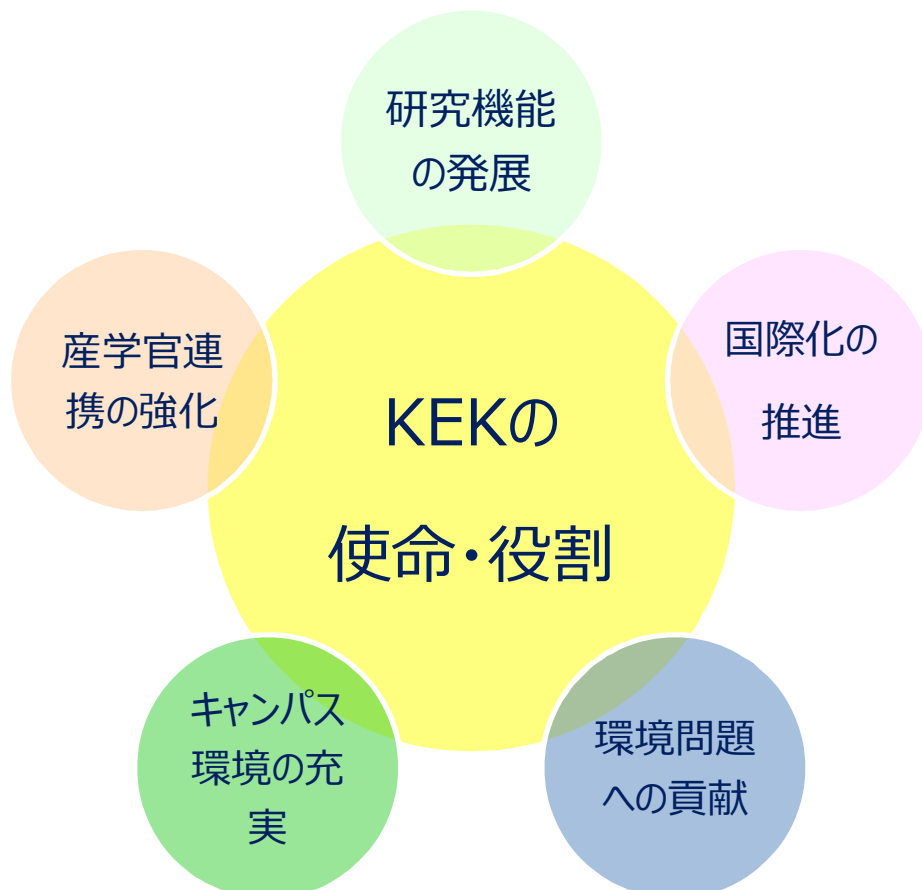 研究機能
の発展
産学官連
携の強化
国際化の
推進
KEKの
使命・役割
キャンパス
環境の充
実
環境問題
への貢献